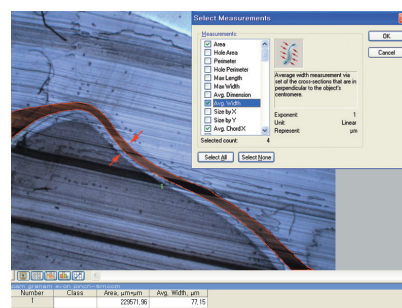 Select Measurements
Measurements
Area
Hole Area
Perimeter
Hole Perimeter
Max Length
Max Width
Avg. Dimension
Avg. Width
Size by X
Size by Y
Avg. Chord X
Selected count: 4
Select All
Select None
Average width measurement via
set of the cross-sections that are in
perpendicular to the object's
centromere.
Exponent: 1
Unit: Linear
Represent: µm
OK
Cancel
1
Number Class Area, µm×µm Avg. Width, µm
1 229571,96 77,15